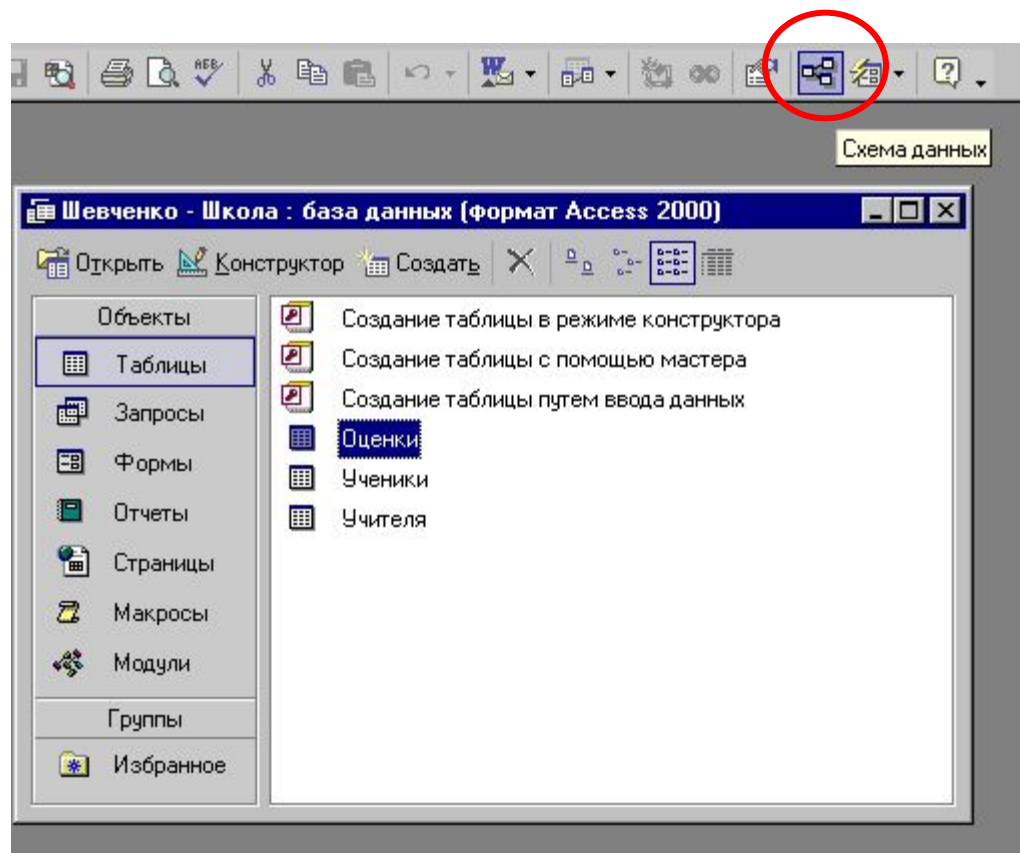 АБВ
W
?
Схема данных
Шевченко - Школа : база данных (формат Access 2000)
Открыть Конструктор Создать
Объекты
Таблицы
Запросы
Формы
Отчеты
Страницы
Макросы
Модули
Группы
Избранное
Создание таблицы в режиме конструктора
Создание таблицы с помощью мастера
Создание таблицы путем ввода данных
Оценки
Ученики
Учителя